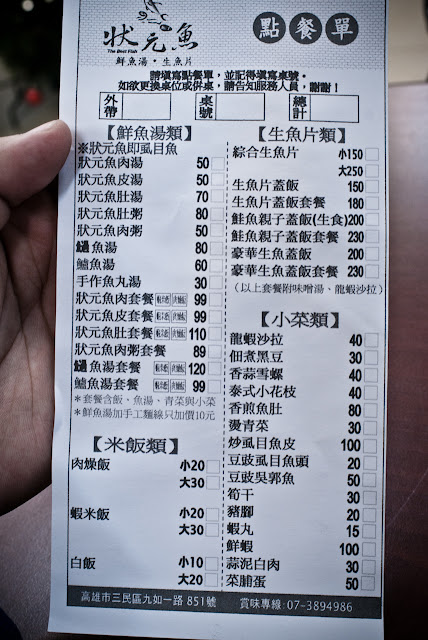 狀元魚
The Best Fish
鮮魚湯・生魚片
點餐單
請填寫點餐單，並記得填寫桌號。
如欲更換桌位或併桌，請告知服務人員，謝謝！
外帶 桌號 總計
【鮮魚湯類】
※狀元魚即虱目魚
狀元魚肉湯 50
狀元魚皮湯 50
狀元魚肚湯 70
狀元魚肚粥 80
狀元魚肉粥 50
魚湯 80
鱸魚湯 60
手作魚丸湯 30
狀元魚肉套餐 99
狀元魚皮套餐 99
狀元魚肚套餐 110
狀元魚肉粥套餐 89
魚湯套餐 120
鱸魚湯套餐 99
＊套餐含飯、魚湯、青菜與小菜
＊鮮魚湯加手工麵線只加價10元
【米飯類】
肉燥飯 小20
大30
蝦米飯 小20
大30
白飯 小10
大20
【生魚片類】
綜合生魚片 小150
大250
生魚片蓋飯 150
生魚片蓋飯套餐 180
鮭魚親子蓋飯(生食)200
鮭魚親子蓋飯套餐 230
豪華生魚蓋飯 200
豪華生魚蓋飯套餐 230
（以上套餐附味噌湯、龍蝦沙拉）
【小菜類】
龍蝦沙拉 40
佃煮黑豆 30
香蒜雪螺 40
泰式小花枝 40
香煎魚肚 80
燙青菜 30
炒虱目魚皮 100
豆豉虱目魚頭 20
豆豉吳郭魚 50
筍干 30
豬腳 20
蝦丸 15
鮮蝦 100
蒜泥白肉 30
菜脯蛋 50
高雄市三民區九如一路851號 賞味專線:07-3894986